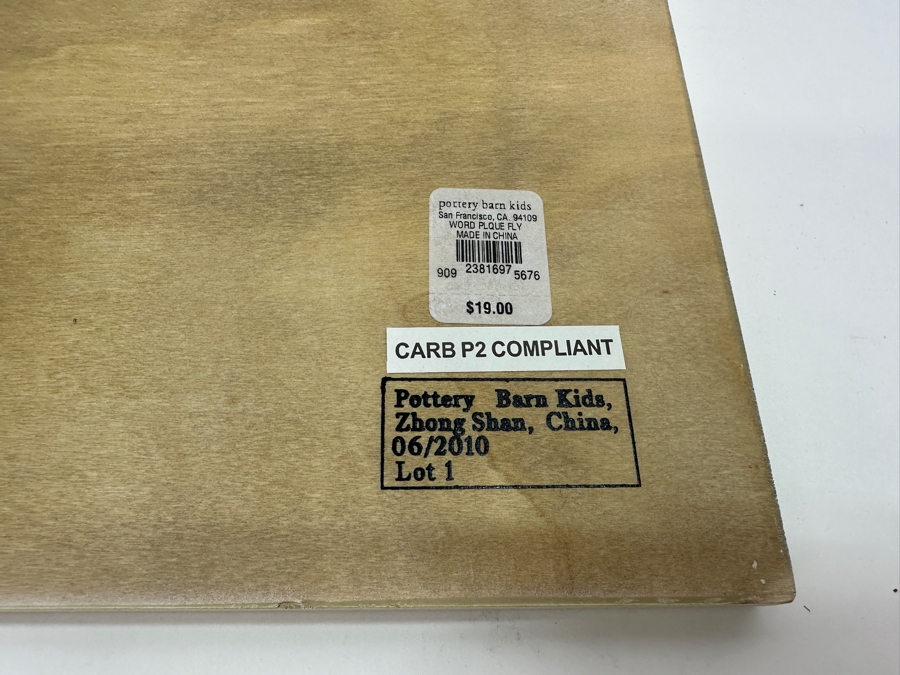 pottery barn kids
San Francisco, CA. 94109
WORD PLQUE FLY
MADE IN CHINA
909 2381697 5676
$19.00
CARB P2 COMPLIANT
Pottery Barn Kids,
Zhong Shan, China,
06/2010
Lot 1